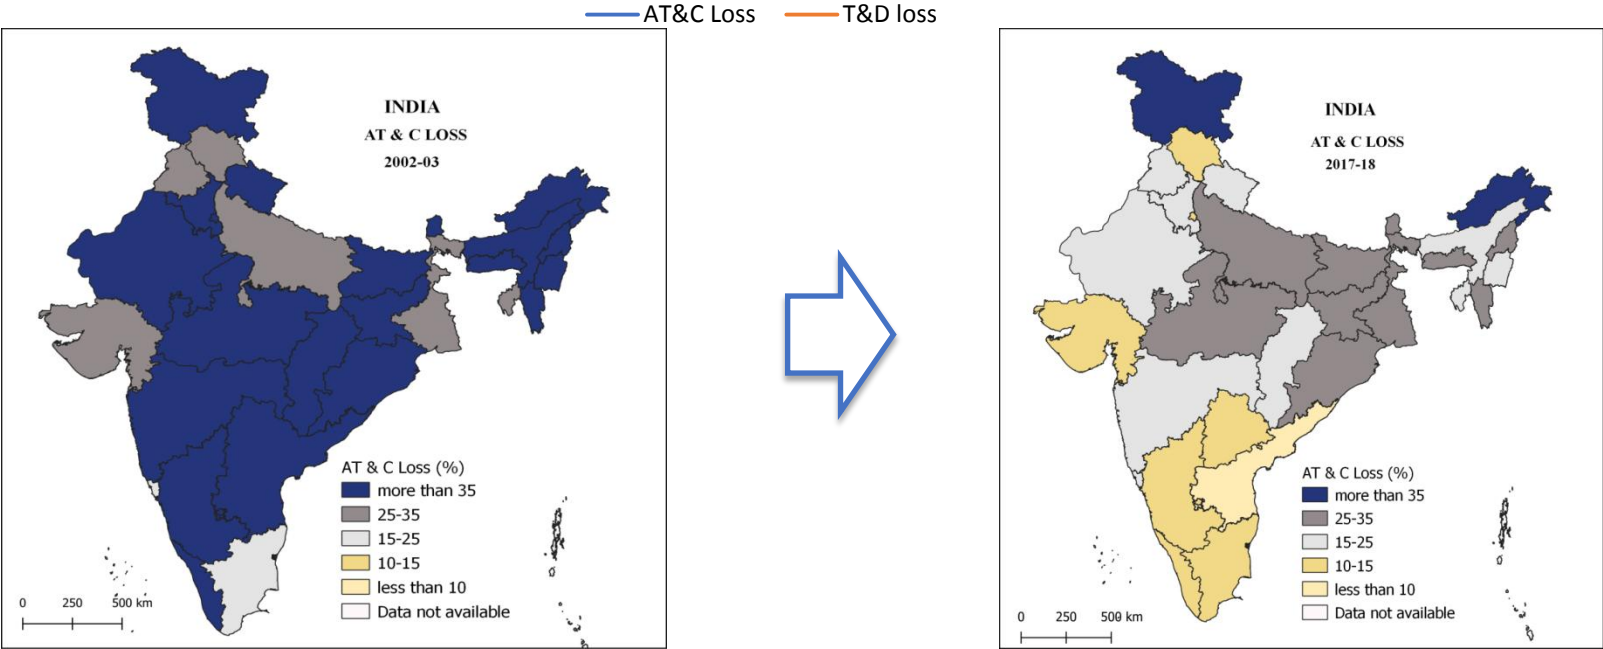 AT&C Loss T&D loss
INDIA
AT & C LOSS
2002-03
AT & C Loss (%)
more than 35
25-35
15-25
10-15
less than 10
Data not available
0 250 500 km
INDIA
AT & C LOSS
2017-18
AT & C Loss (%)
more than 35
25-35
15-25
10-15
less than 10
Data not available
0 250 500 km